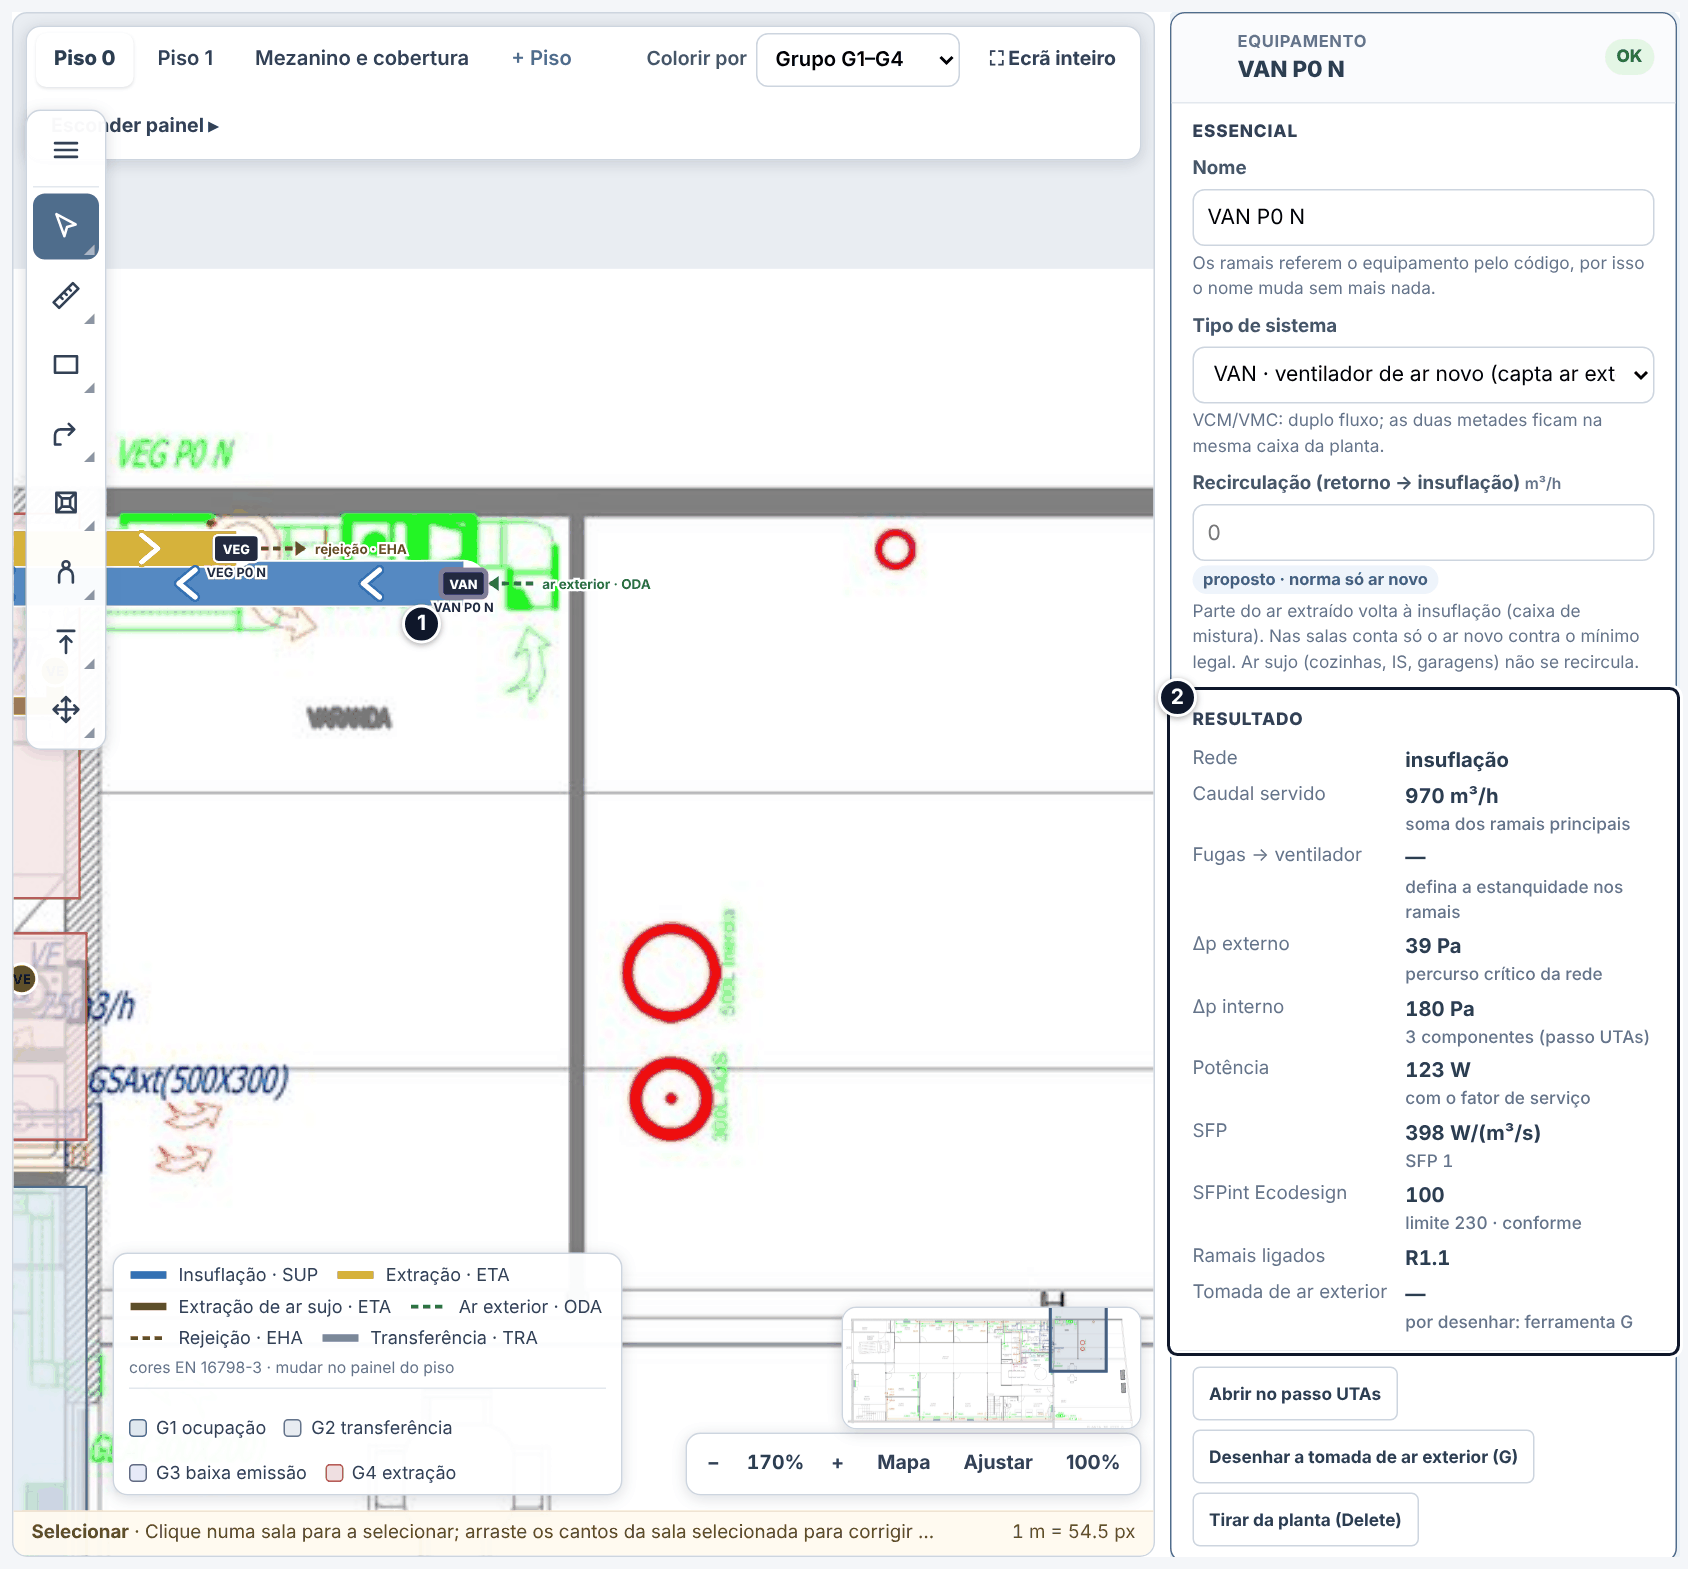 Piso 0 Piso 1 Mezanino e cobertura + Piso Colorir por Grupo G1–G4 Ecrã inteiro
Esconder painel ▸
VEG P0 N
VEG rejeição · EHA
VEG P0 N
VAN ar exterior · ODA
VAN P0 N
1
VARANDA
VE
VE
75m3/h
GSAxt(500X300)
500L Inercia
300L AQS
Insuflação · SUP Extração · ETA
Extração de ar sujo · ETA Ar exterior · ODA
Rejeição · EHA Transferência · TRA
cores EN 16798-3 · mudar no painel do piso
G1 ocupação G2 transferência
G3 baixa emissão G4 extração
− 170% + Mapa Ajustar 100%
Selecionar · Clique numa sala para a selecionar; arraste os cantos da sala selecionada para corrigir ... 1 m = 54.5 px
EQUIPAMENTO
VAN P0 N
OK
ESSENCIAL
Nome
VAN P0 N
Os ramais referem o equipamento pelo código, por isso
o nome muda sem mais nada.
Tipo de sistema
VAN · ventilador de ar novo (capta ar ext
VCM/VMC: duplo fluxo; as duas metades ficam na
mesma caixa da planta.
Recirculação (retorno → insuflação) m³/h
0
proposto · norma só ar novo
Parte do ar extraído volta à insuflação (caixa de
mistura). Nas salas conta só o ar novo contra o mínimo
legal. Ar sujo (cozinhas, IS, garagens) não se recircula.
2
RESULTADO
Rede insuflação
Caudal servido 970 m³/h
soma dos ramais principais
Fugas → ventilador —
defina a estanquidade nos
ramais
Δp externo 39 Pa
percurso crítico da rede
Δp interno 180 Pa
3 componentes (passo UTAs)
Potência 123 W
com o fator de serviço
SFP 398 W/(m³/s)
SFP 1
SFPint Ecodesign 100
limite 230 · conforme
Ramais ligados R1.1
Tomada de ar exterior —
por desenhar: ferramenta G
Abrir no passo UTAs
Desenhar a tomada de ar exterior (G)
Tirar da planta (Delete)